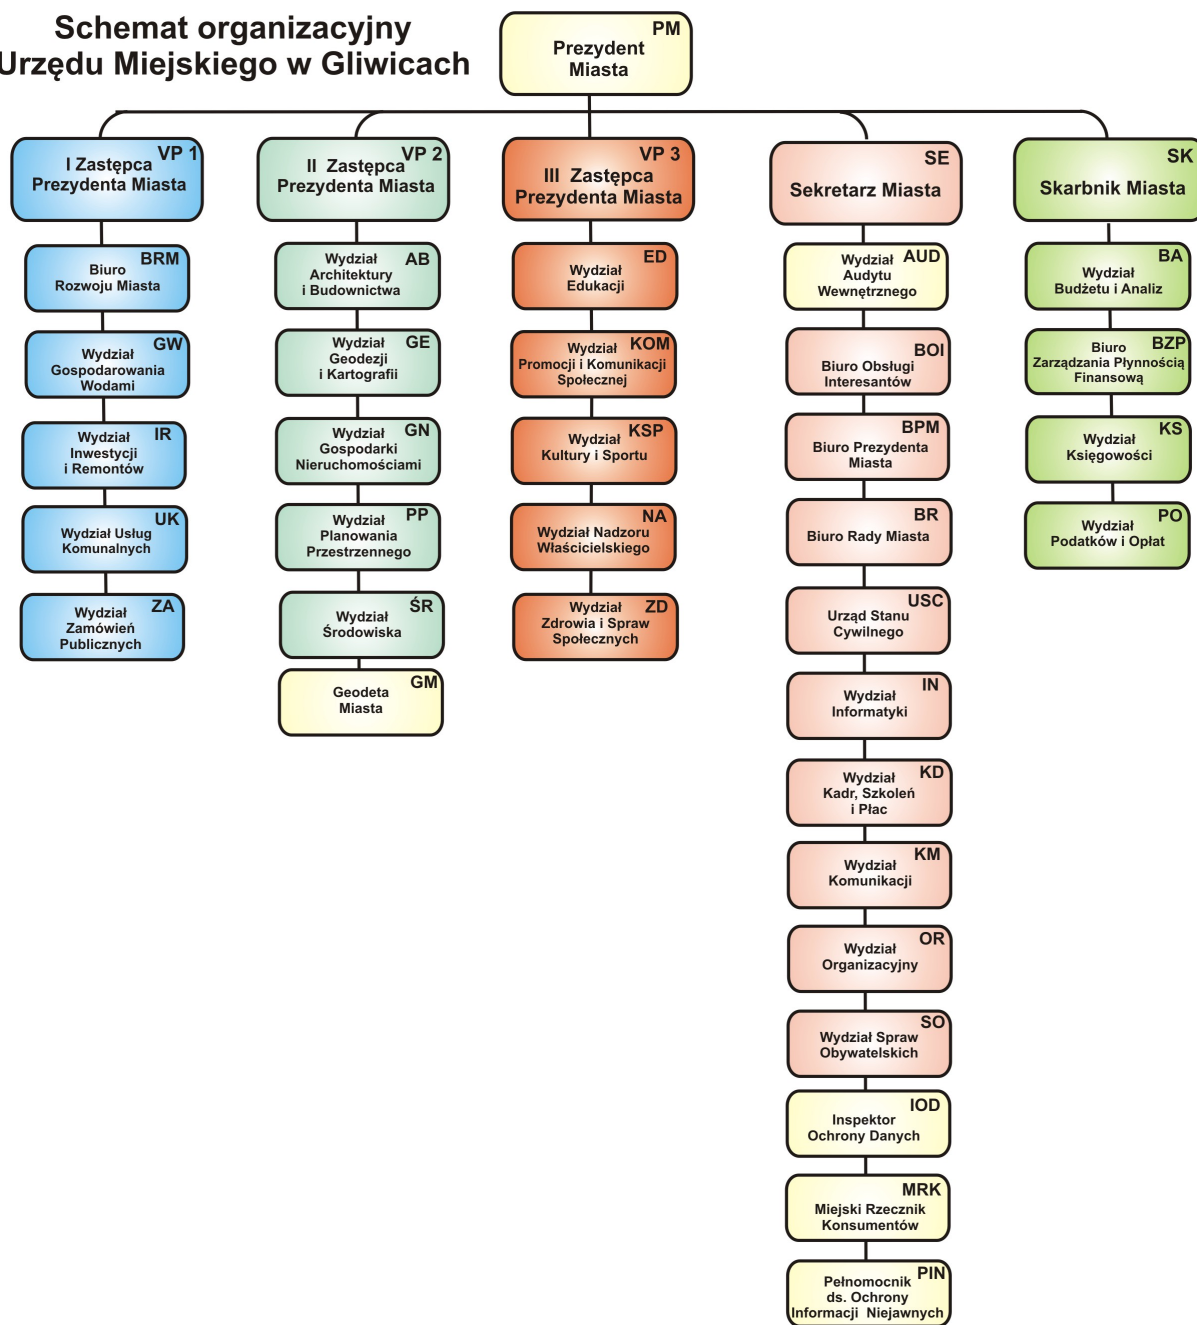 Schemat organizacyjny
Urzędu Miejskiego w Gliwicach
PM
Prezydent
Miasta
VP 1
I Zastępca
Prezydenta Miasta
VP 2
II Zastępca
Prezydenta Miasta
VP 3
III Zastępca
Prezydenta Miasta
SE
Sekretarz Miasta
SK
Skarbnik Miasta
BRM
Biuro
Rozwoju Miasta
GW
Wydział
Gospodarowania
Wodami
IR
Wydział
Inwestycji
i Remontów
UK
Wydział Usług
Komunalnych
ZA
Wydział
Zamówień
Publicznych
AB
Wydział
Architektury
i Budownictwa
GE
Wydział
Geodezji
i Kartografii
GN
Wydział
Gospodarki
Nieruchomościami
PP
Wydział
Planowania
Przestrzennego
ŚR
Wydział
Środowiska
GM
Geodeta
Miasta
ED
Wydział
Edukacji
KOM
Wydział
Promocji i Komunikacji
Społecznej
KSP
Wydział
Kultury i Sportu
NA
Wydział Nadzoru
Właścicielskiego
ZD
Wydział
Zdrowia i Spraw
Społecznych
AUD
Wydział
Audytu
Wewnętrznego
BOI
Biuro Obsługi
Interesantów
BPM
Biuro Prezydenta
Miasta
BR
Biuro Rady Miasta
USC
Urząd Stanu
Cywilnego
IN
Wydział
Informatyki
KD
Wydział
Kadr, Szkoleń
i Płac
KM
Wydział
Komunikacji
OR
Wydział
Organizacyjny
SO
Wydział Spraw
Obywatelskich
IOD
Inspektor
Ochrony Danych
MRK
Miejski Rzecznik
Konsumentów
PIN
Pełnomocnik
ds. Ochrony
Informacji Niejawnych
BA
Wydział
Budżetu i Analiz
BZP
Biuro
Zarządzania Płynnością
Finansową
KS
Wydział
Księgowości
PO
Wydział
Podatków i Opłat